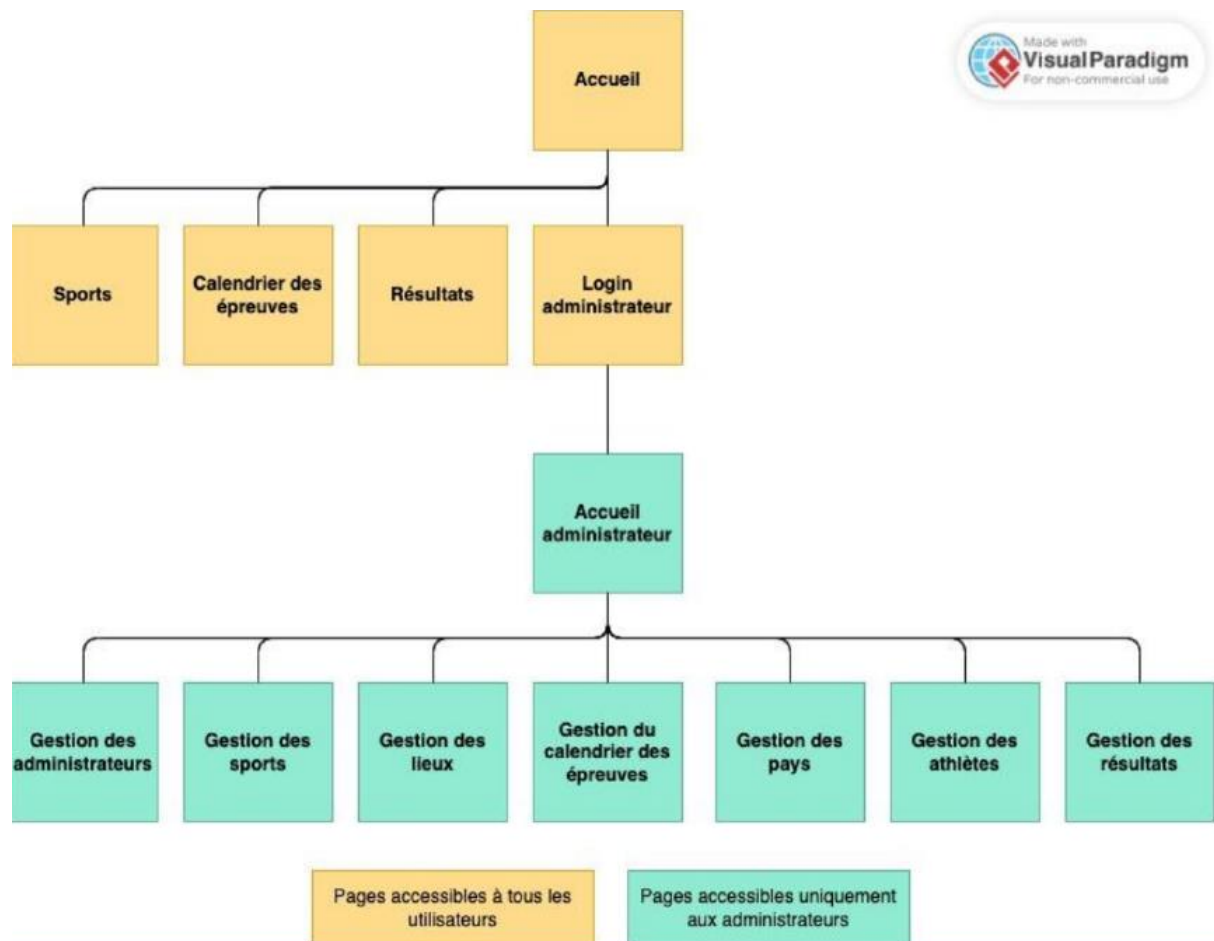 Made with
VisualParadigm
For non-commercial use
Accueil
Sports
Calendrier des
épreuves
Résultats
Login
administrateur
Accueil
administrateur
Gestion des
administrateurs
Gestion des
sports
Gestion des
lieux
Gestion du
calendrier des
épreuves
Gestion des
pays
Gestion des
athlètes
Gestion des
résultats
Pages accessibles à tous les
utilisateurs
Pages accessibles uniquement
aux administrateurs